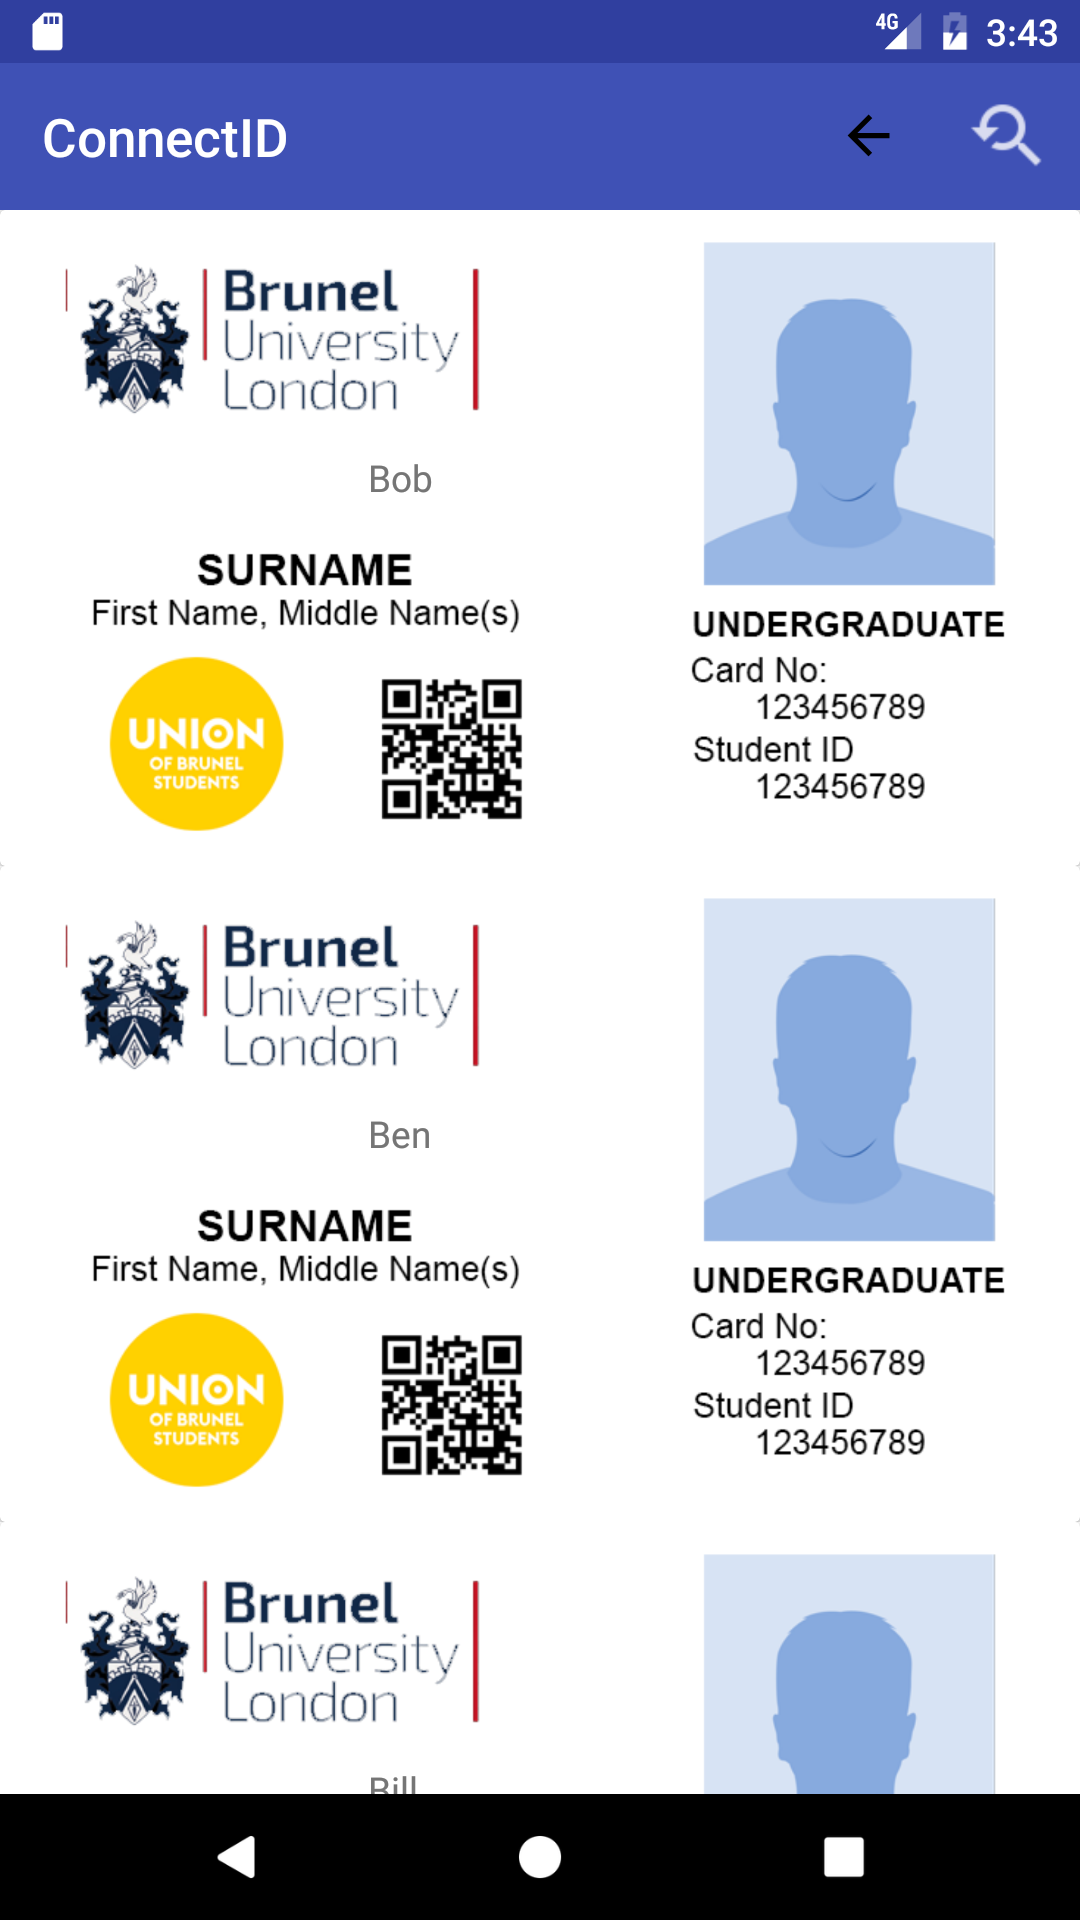 4G 3:43
ConnectID
Brunel
University
London
Bob
SURNAME
First Name, Middle Name(s)
UNION
OF BRUNEL
STUDENTS
UNDERGRADUATE
Card No:
123456789
Student ID
123456789
Brunel
University
London
Ben
SURNAME
First Name, Middle Name(s)
UNION
OF BRUNEL
STUDENTS
UNDERGRADUATE
Card No:
123456789
Student ID
123456789
Brunel
University
London
Bill